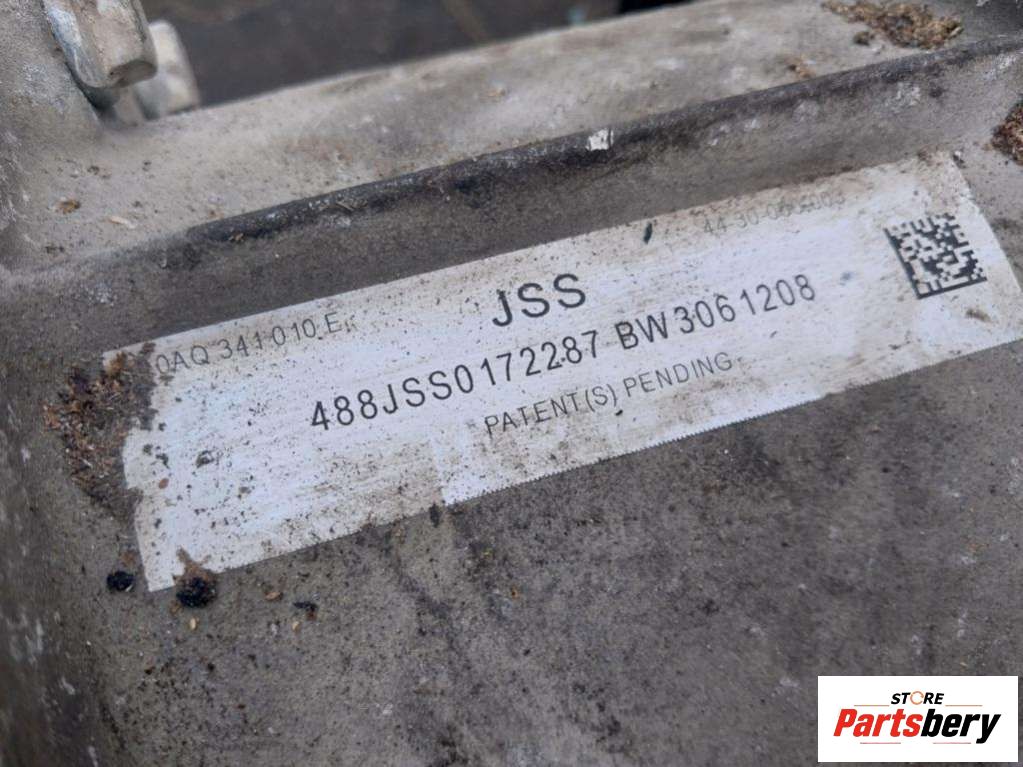 0AQ 341 010 E
JSS
488JSS0172287 BW3061208
PATENT(S) PENDING
STORE
Partsbery